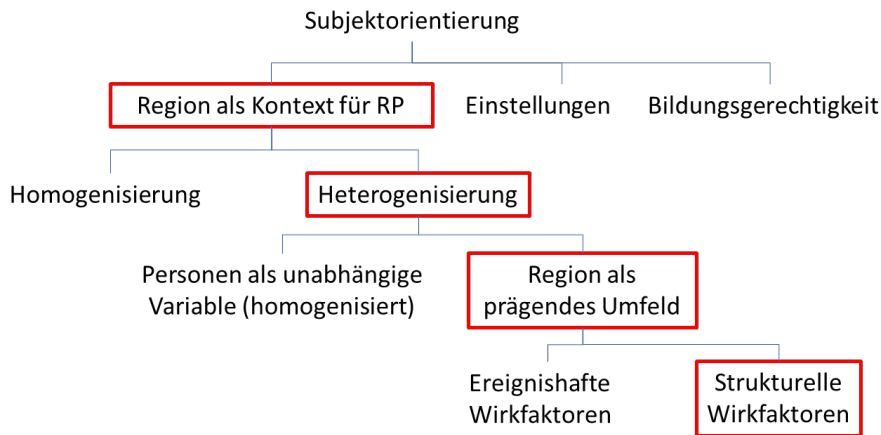 Subjektorientierung
Region als Kontext für RP
Einstellungen
Bildungsgerechtigkeit
Homogenisierung
Heterogenisierung
Personen als unabhängige
Variable (homogenisiert)
Region als
prägendes Umfeld
Ereignishafte
Wirkfaktoren
Strukturelle
Wirkfaktoren